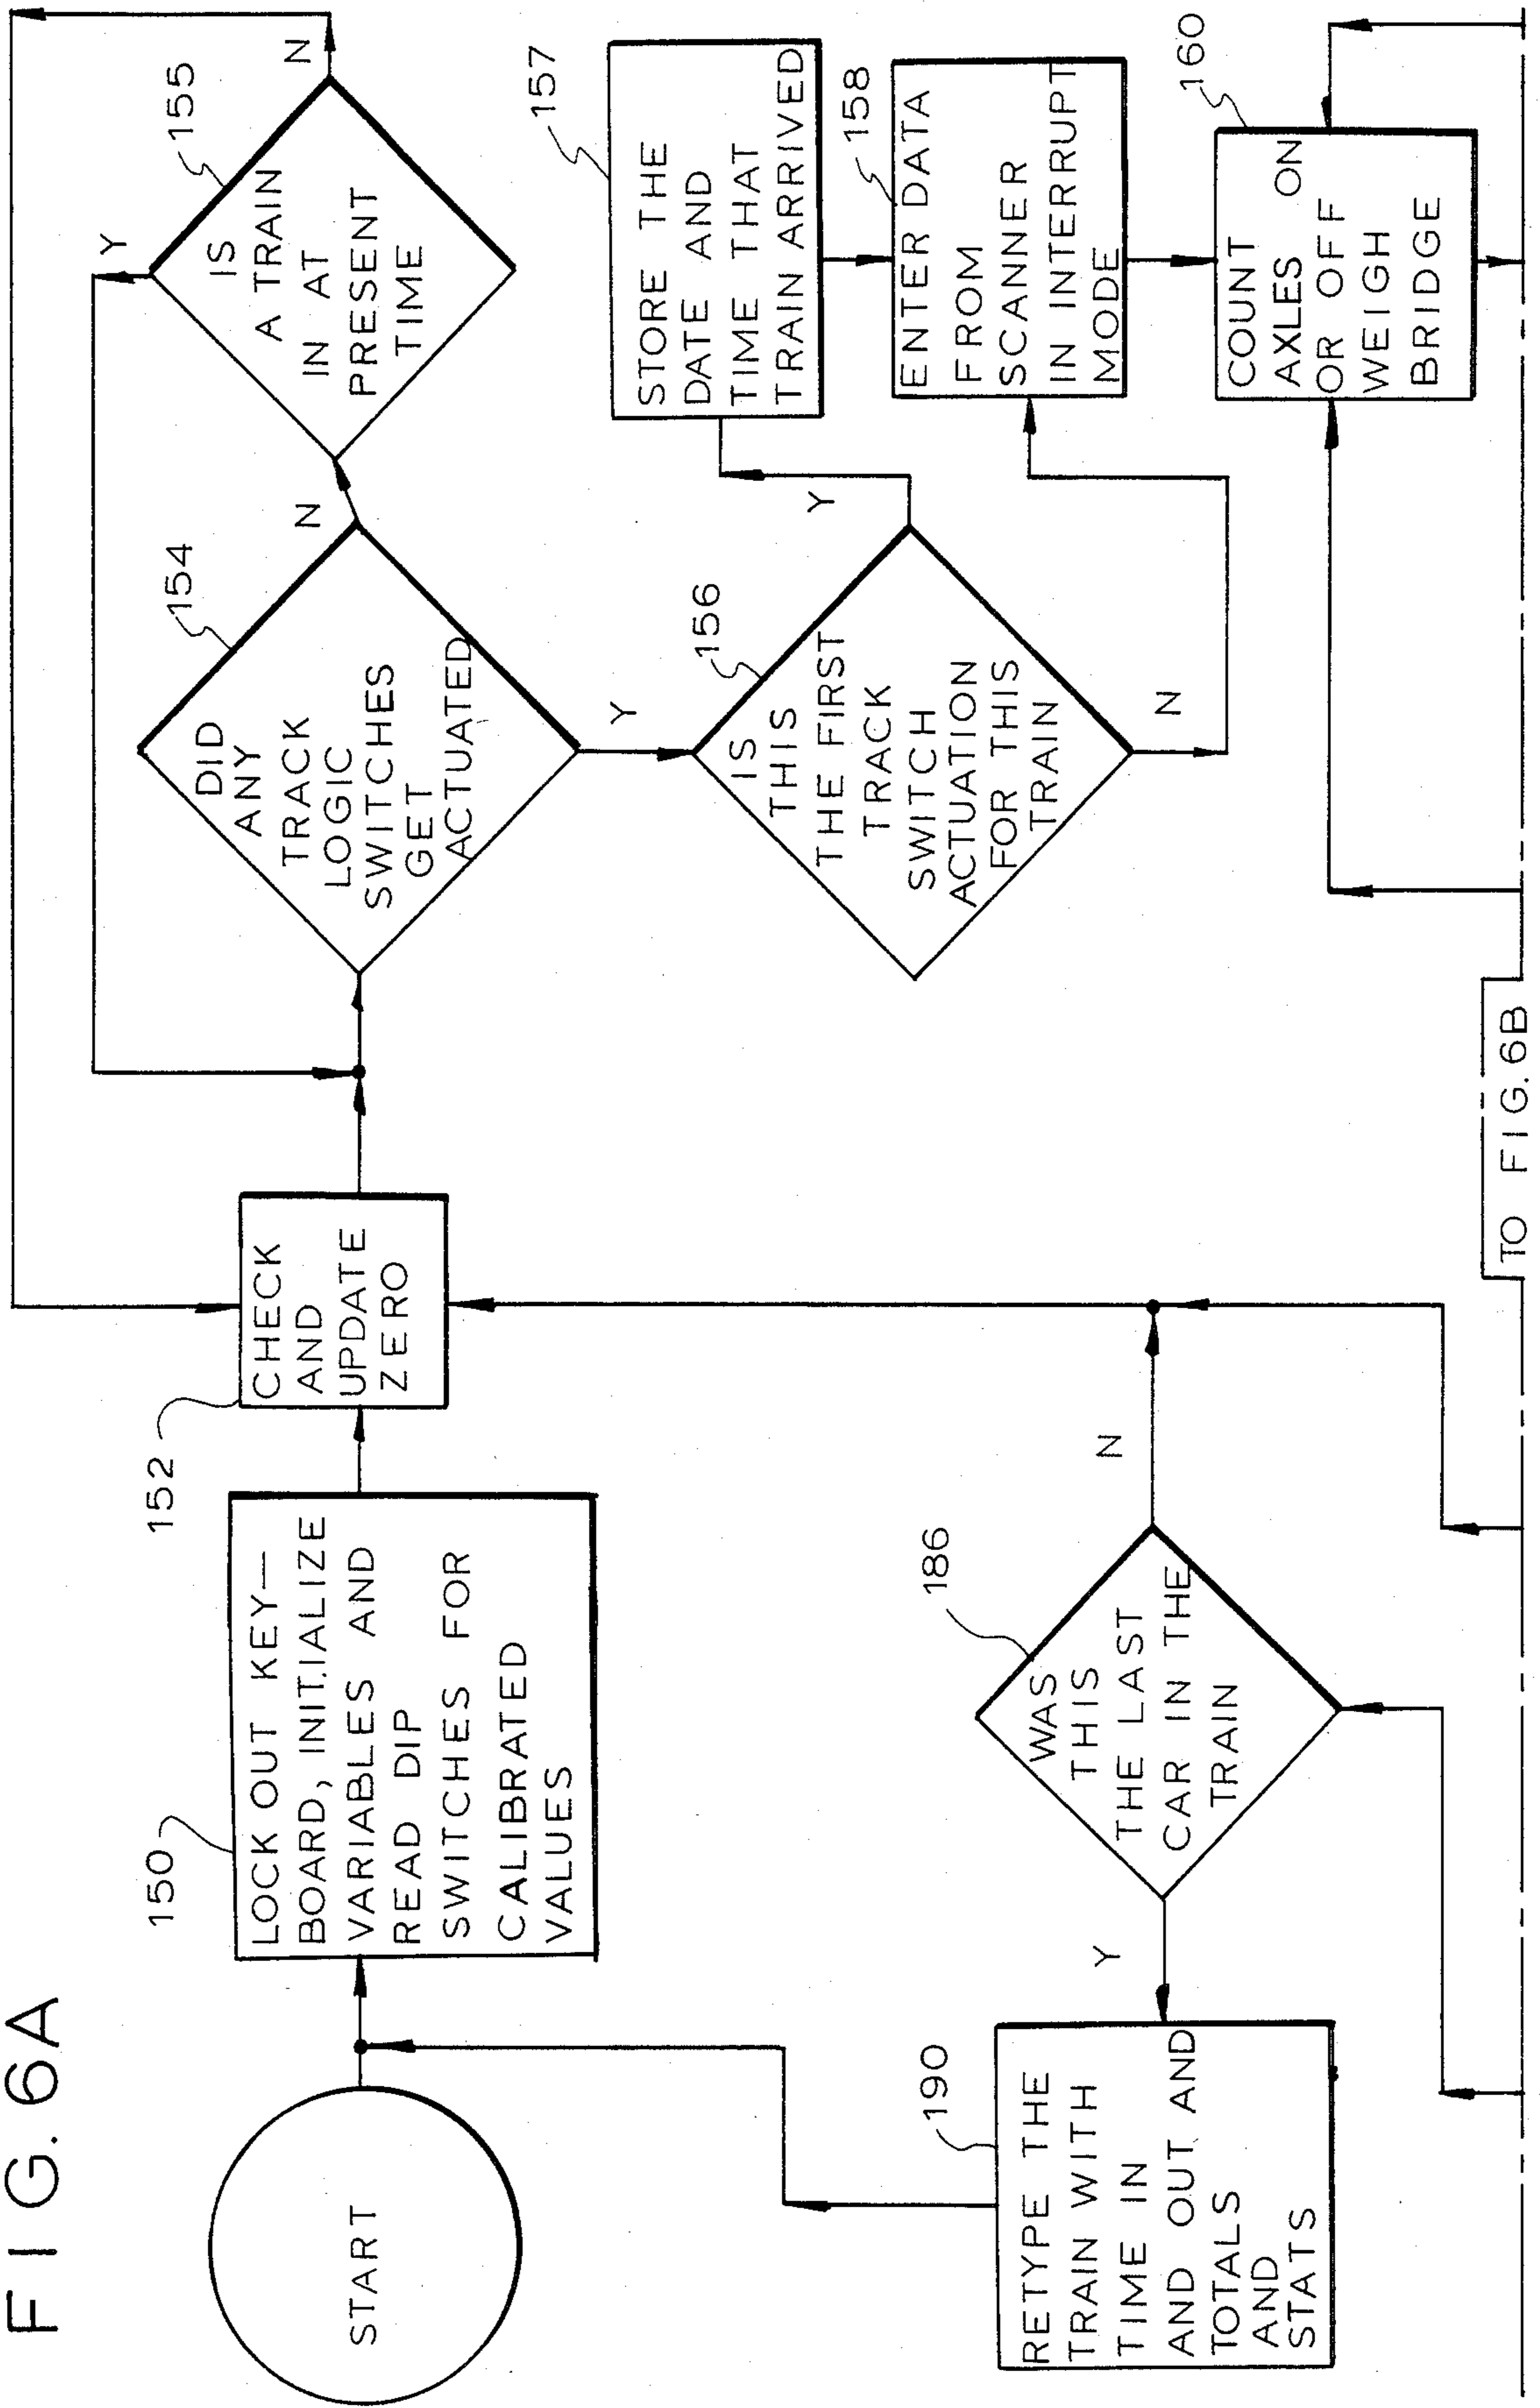 FIG. 6A
START
150
LOCK OUT KEY—
BOARD, INITIALIZE
VARIABLES AND
READ DIP
SWITCHES FOR
CALIBRATED
VALUES
152
CHECK
AND
UPDATE
ZERO
154
DID
ANY
TRACK
LOGIC
SWITCHES
GET
ACTUATED
N
Y
155
IS
A TRAIN
IN AT
PRESENT
TIME
Y
N
156
IS
THIS
THE FIRST
TRACK
SWITCH
ACTUATION
FOR THIS
TRAIN
Y
N
157
STORE THE
DATE AND
TIME THAT
TRAIN ARRIVED
158
ENTER DATA
FROM
SCANNER
IN INTERRUPT
MODE
160
COUNT
AXLES ON
OR OFF
WEIGH
BRIDGE
186
WAS
THIS
THE LAST
CAR IN THE
TRAIN
Y
N
190
RETYPE THE
TRAIN WITH
TIME IN
AND OUT AND
TOTALS
AND
STATS
TO FIG. 6B